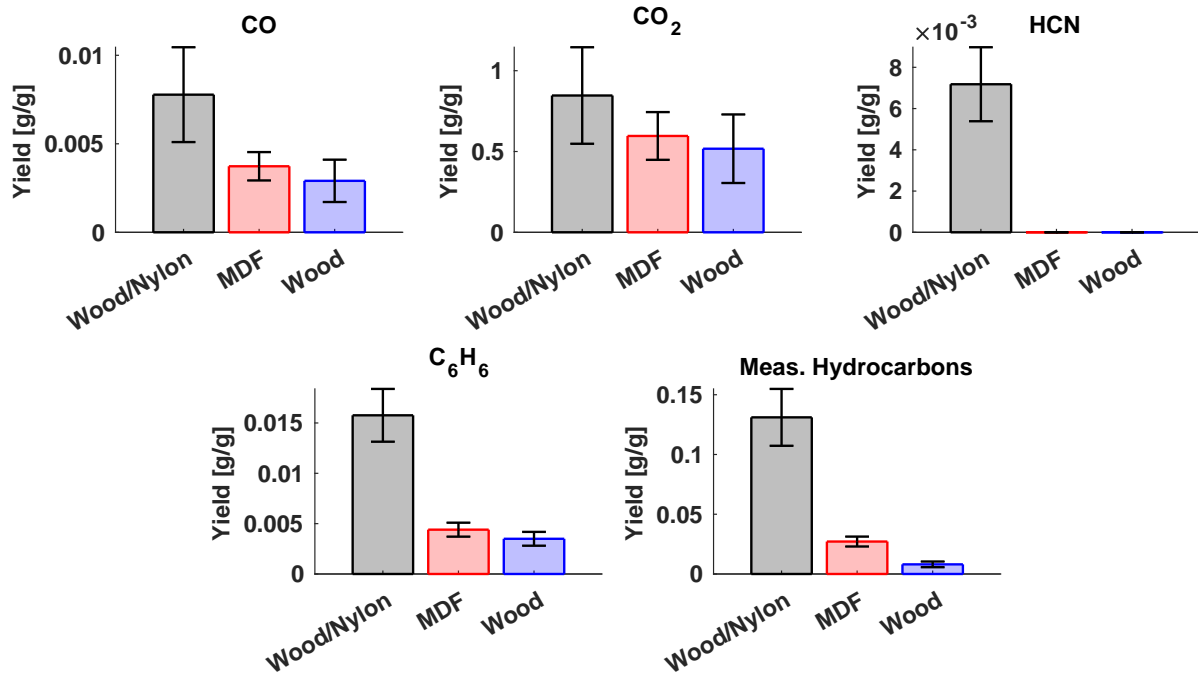 CO
Yield [g/g]
0.01
0.005
0
Wood/Nylon
MDF
Wood
CO2
Yield [g/g]
1
0.5
0
Wood/Nylon
MDF
Wood
HCN
×10-3
Yield [g/g]
8
6
4
2
0
Wood/Nylon
MDF
Wood
C6H6
Yield [g/g]
0.015
0.01
0.005
0
Wood/Nylon
MDF
Wood
Meas. Hydrocarbons
Yield [g/g]
0.15
0.1
0.05
0
Wood/Nylon
MDF
Wood